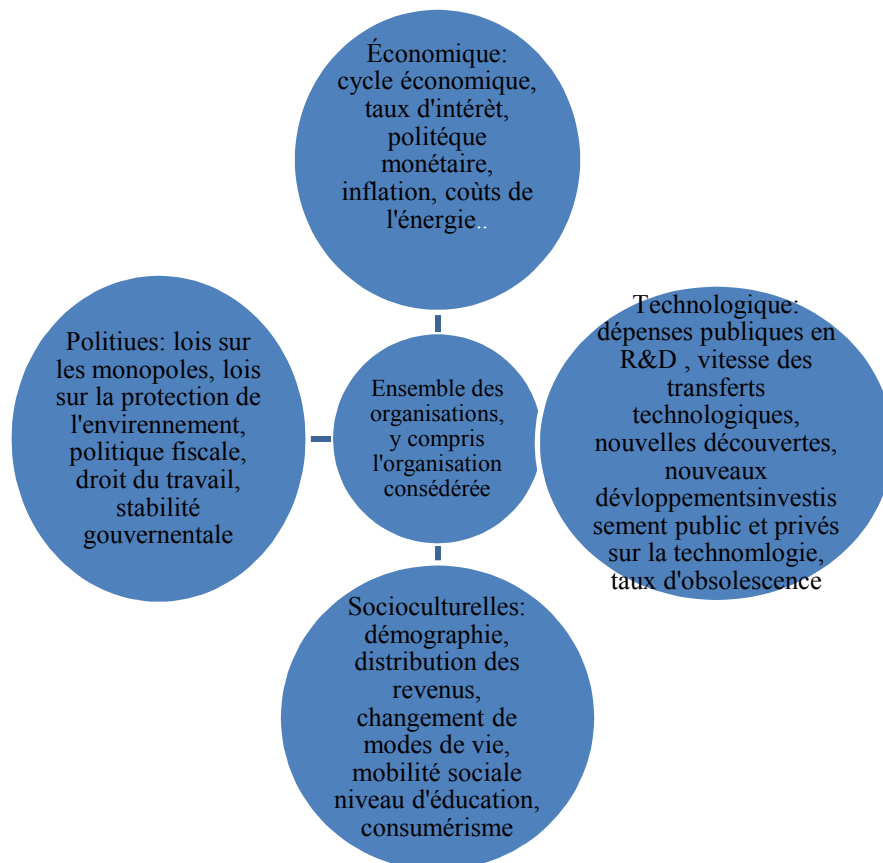 Économique:
cycle économique,
taux d'intérèt,
politéque
monétaire,
inflation, coùts de
l'énergie..
Politiues: lois sur
les monopoles, lois
sur la protection de
l'envirennement,
politique fiscale,
droit du travail,
stabilité
gouvernentale
Ensemble des
organisations,
y compris
l'organisation
consédérée
Technologique:
dépenses publiques en
R&D , vitesse des
transferts
technologiques,
nouvelles découvertes,
nouveaux
dévloppementsinvestis
sement public et privés
sur la technomlogie,
taux d'obsolescence
Socioculturelles:
démographie,
distribution des
revenus,
changement de
modes de vie,
mobilité sociale
niveau d'éducation,
consumérisme